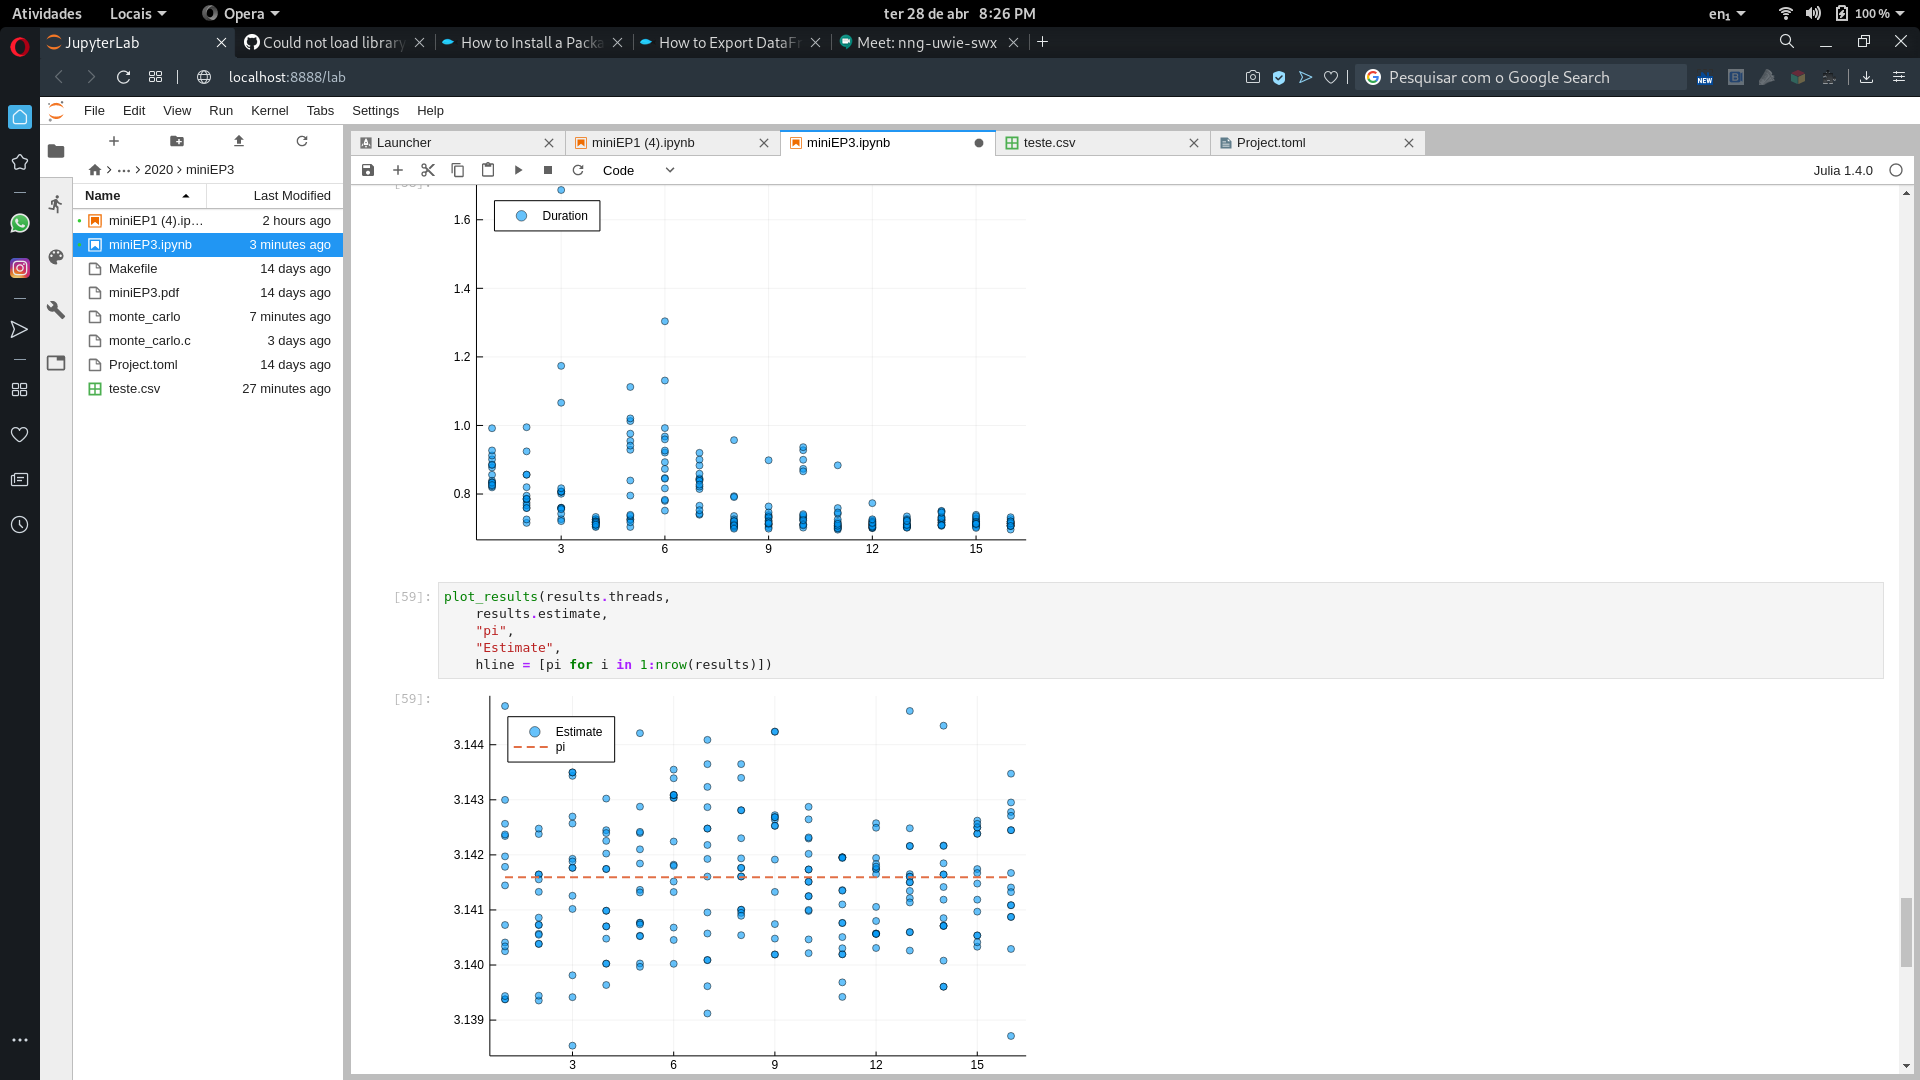 Atividades Locais Opera ter 28 de abr 8:26 PM en₁ 100 %
JupyterLab Could not load library How to Install a Packa How to Export DataFr Meet: nng-uwie-swx
localhost:8888/lab Pesquisar com o Google Search NEW
File Edit View Run Kernel Tabs Settings Help
Launcher miniEP1 (4).ipynb miniEP3.ipynb teste.csv Project.toml
Code Julia 1.4.0
… 2020 miniEP3
Name Last Modified
miniEP1 (4).ip… 2 hours ago
miniEP3.ipynb 3 minutes ago
Makefile 14 days ago
miniEP3.pdf 14 days ago
monte_carlo 7 minutes ago
monte_carlo.c 3 days ago
Project.toml 14 days ago
teste.csv 27 minutes ago
Duration
1.6
1.4
1.2
1.0
0.8
3 6 9 12 15
[59]: plot_results(results.threads,
results.estimate,
"pi",
"Estimate",
hline = [pi for i in 1:nrow(results)])
[59]:
Estimate
pi
3.144
3.143
3.142
3.141
3.140
3.139
3 6 9 12 15